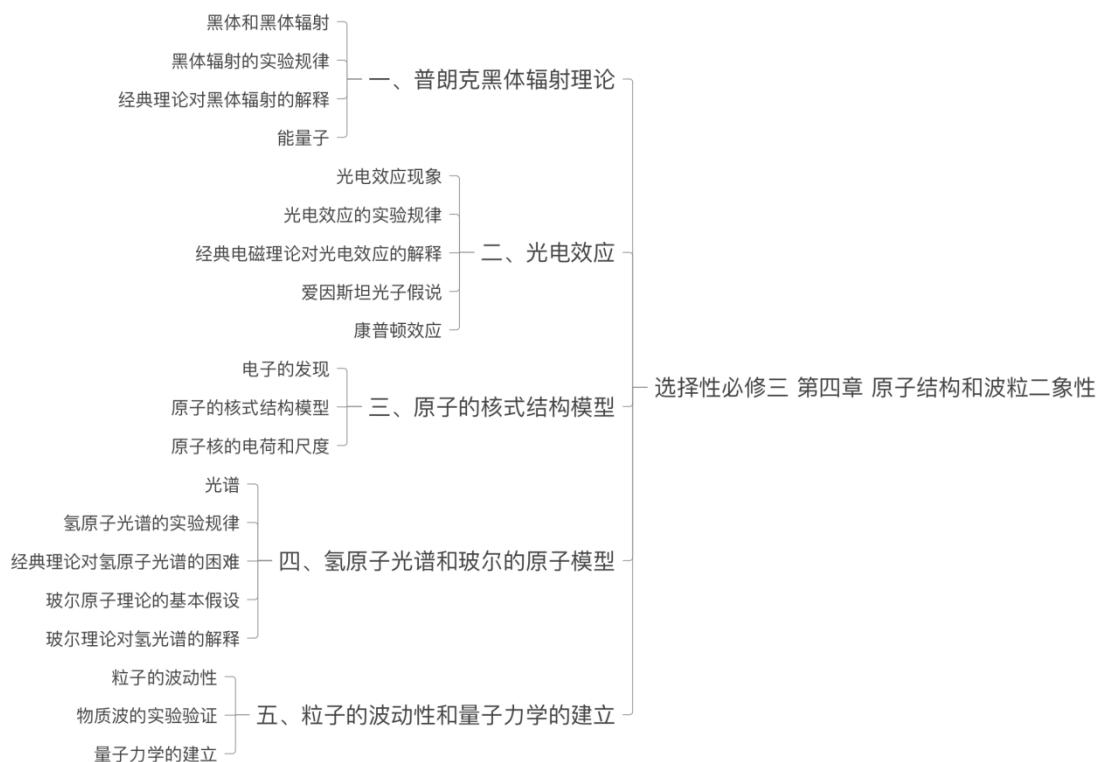 选择性必修三 第四章 原子结构和波粒二象性
一、普朗克黑体辐射理论
黑体和黑体辐射
黑体辐射的实验规律
经典理论对黑体辐射的解释
能量子
二、光电效应
光电效应现象
光电效应的实验规律
经典电磁理论对光电效应的解释
爱因斯坦光子假说
康普顿效应
三、原子的核式结构模型
电子的发现
原子的核式结构模型
原子核的电荷和尺度
四、氢原子光谱和玻尔的原子模型
光谱
氢原子光谱的实验规律
经典理论对氢原子光谱的困难
玻尔原子理论的基本假设
玻尔理论对氢光谱的解释
五、粒子的波动性和量子力学的建立
粒子的波动性
物质波的实验验证
量子力学的建立